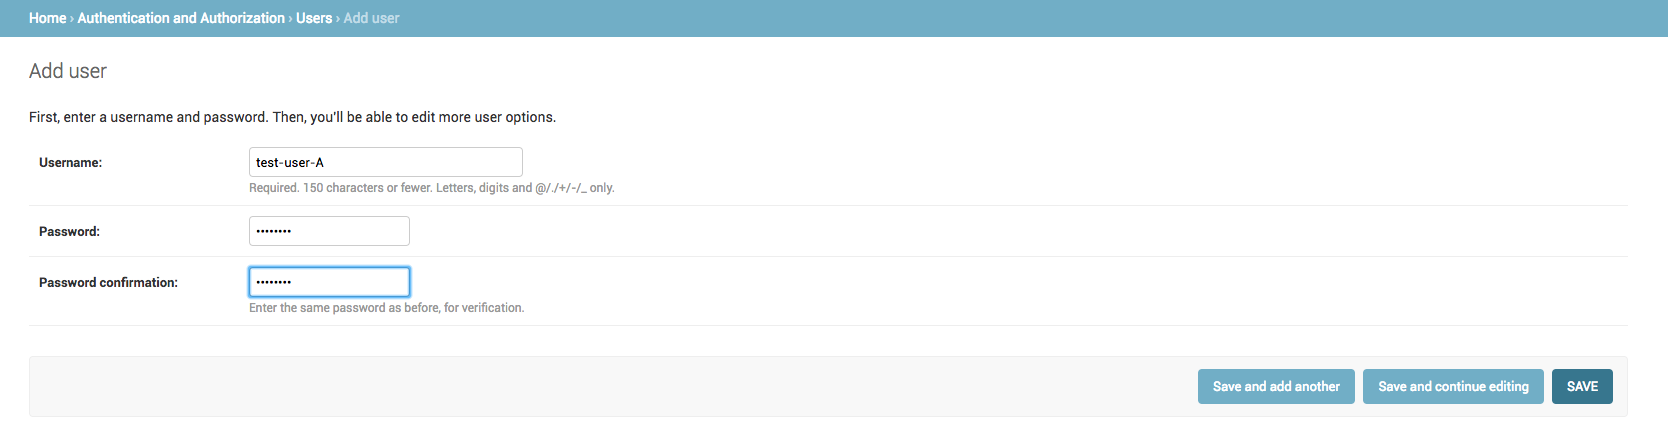 Home › Authentication and Authorization › Users › Add user
Add user
First, enter a username and password. Then, you'll be able to edit more user options.
Username: test-user-A
Required. 150 characters or fewer. Letters, digits and @/./+/-/_ only.
Password: ••••••••
Password confirmation: ••••••••
Enter the same password as before, for verification.
Save and add another Save and continue editing SAVE